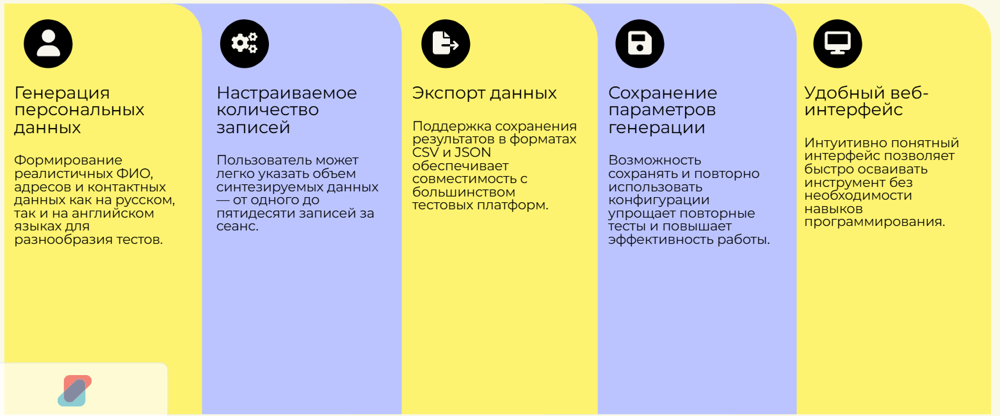 Генерация
персональных
данных
Формирование
реалистичных ФИО,
адресов и контактных
данных как на русском,
так и на английском
языках для
разнообразия тестов.
Настраиваемое
количество
записей
Пользователь может
легко указать объем
синтезируемых данных
— от одного до
пятидесяти записей за
сеанс.
Экспорт данных
Поддержка сохранения
результатов в форматах
CSV и JSON
обеспечивает
совместимость с
большинством
тестовых платформ.
Сохранение
параметров
генерации
Возможность
сохранять и повторно
использовать
конфигурации
упрощает повторные
тесты и повышает
эффективность работы.
Удобный веб-
интерфейс
Интуитивно понятный
интерфейс позволяет
быстро осваивать
инструмент без
необходимости
навыков
программирования.